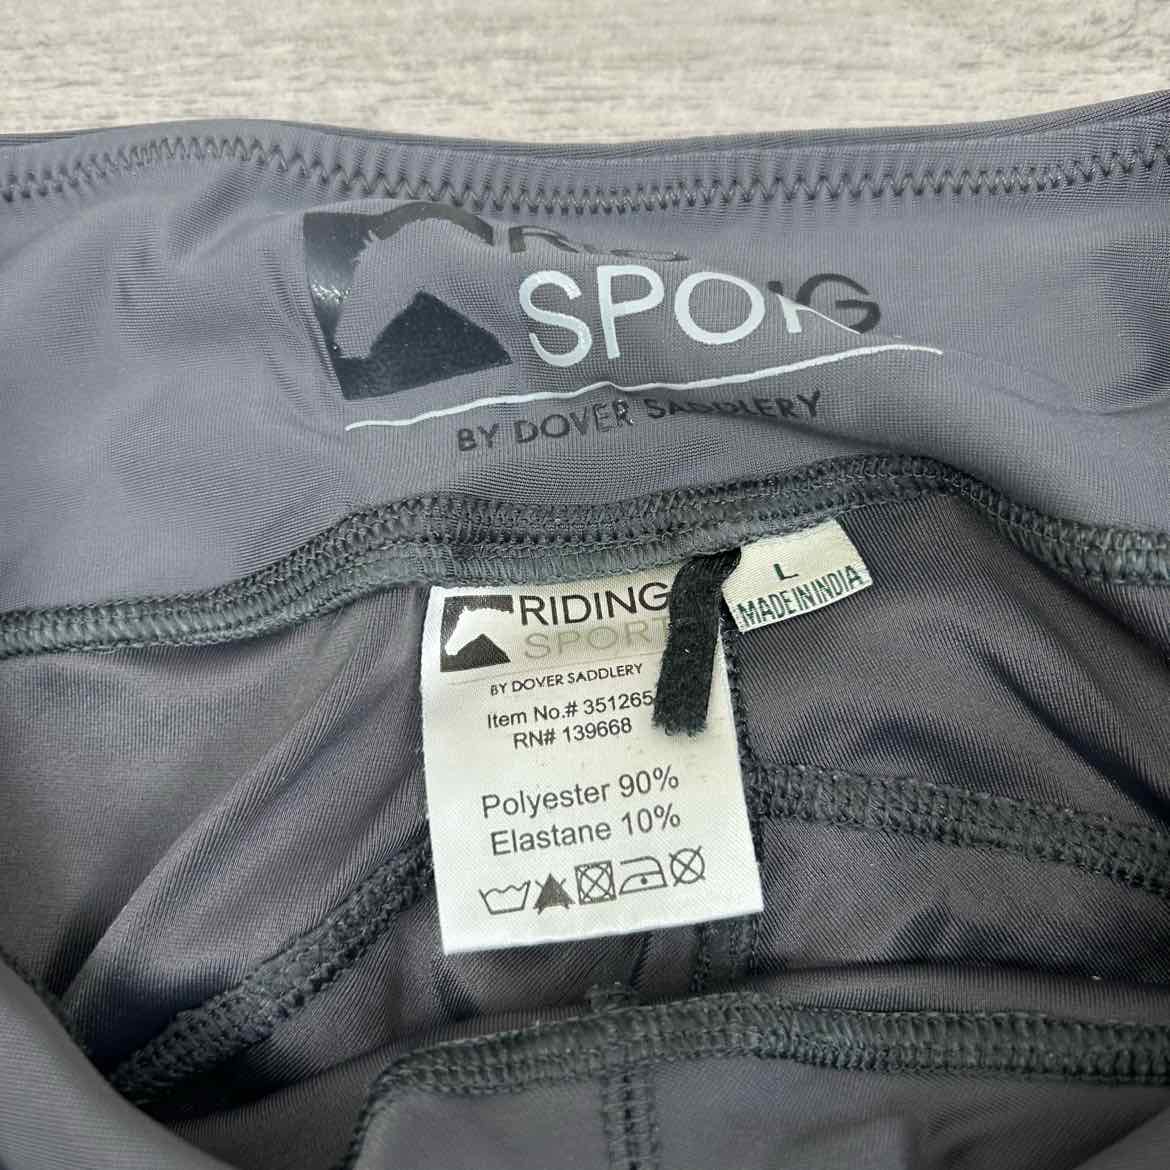 RID
SPO
G
BY DOVER SADDLERY
L
MADE IN INDIA
RIDING
SPORT
BY DOVER SADDLERY
Item No.# 351265
RN# 139668
Polyester 90%
Elastane 10%